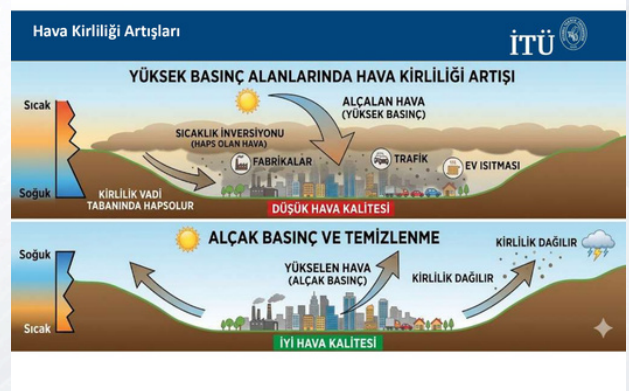 Hava Kirliliği Artışları
İTÜ
YÜKSEK BASINÇ ALANLARINDA HAVA KİRLİLİĞİ ARTIŞI
Sıcak
ALÇALAN HAVA
(YÜKSEK BASINÇ)
SICAKLIK INVERSİYONU
(HAPS OLAN HAVA)
FABRİKALAR
TRAFİK
EV ISITMASI
Soğuk
KİRLİLİK VADİ
TABANINDA HAPSOLUR
DÜŞÜK HAVA KALİTESİ
ALÇAK BASINÇ VE TEMİZLENME
KİRLİLİK DAĞILIR
Soğuk
YÜKSELEN HAVA
(ALÇAK BASINÇ)
KİRLİLİK DAĞILIR
Sıcak
İYİ HAVA KALİTESİ